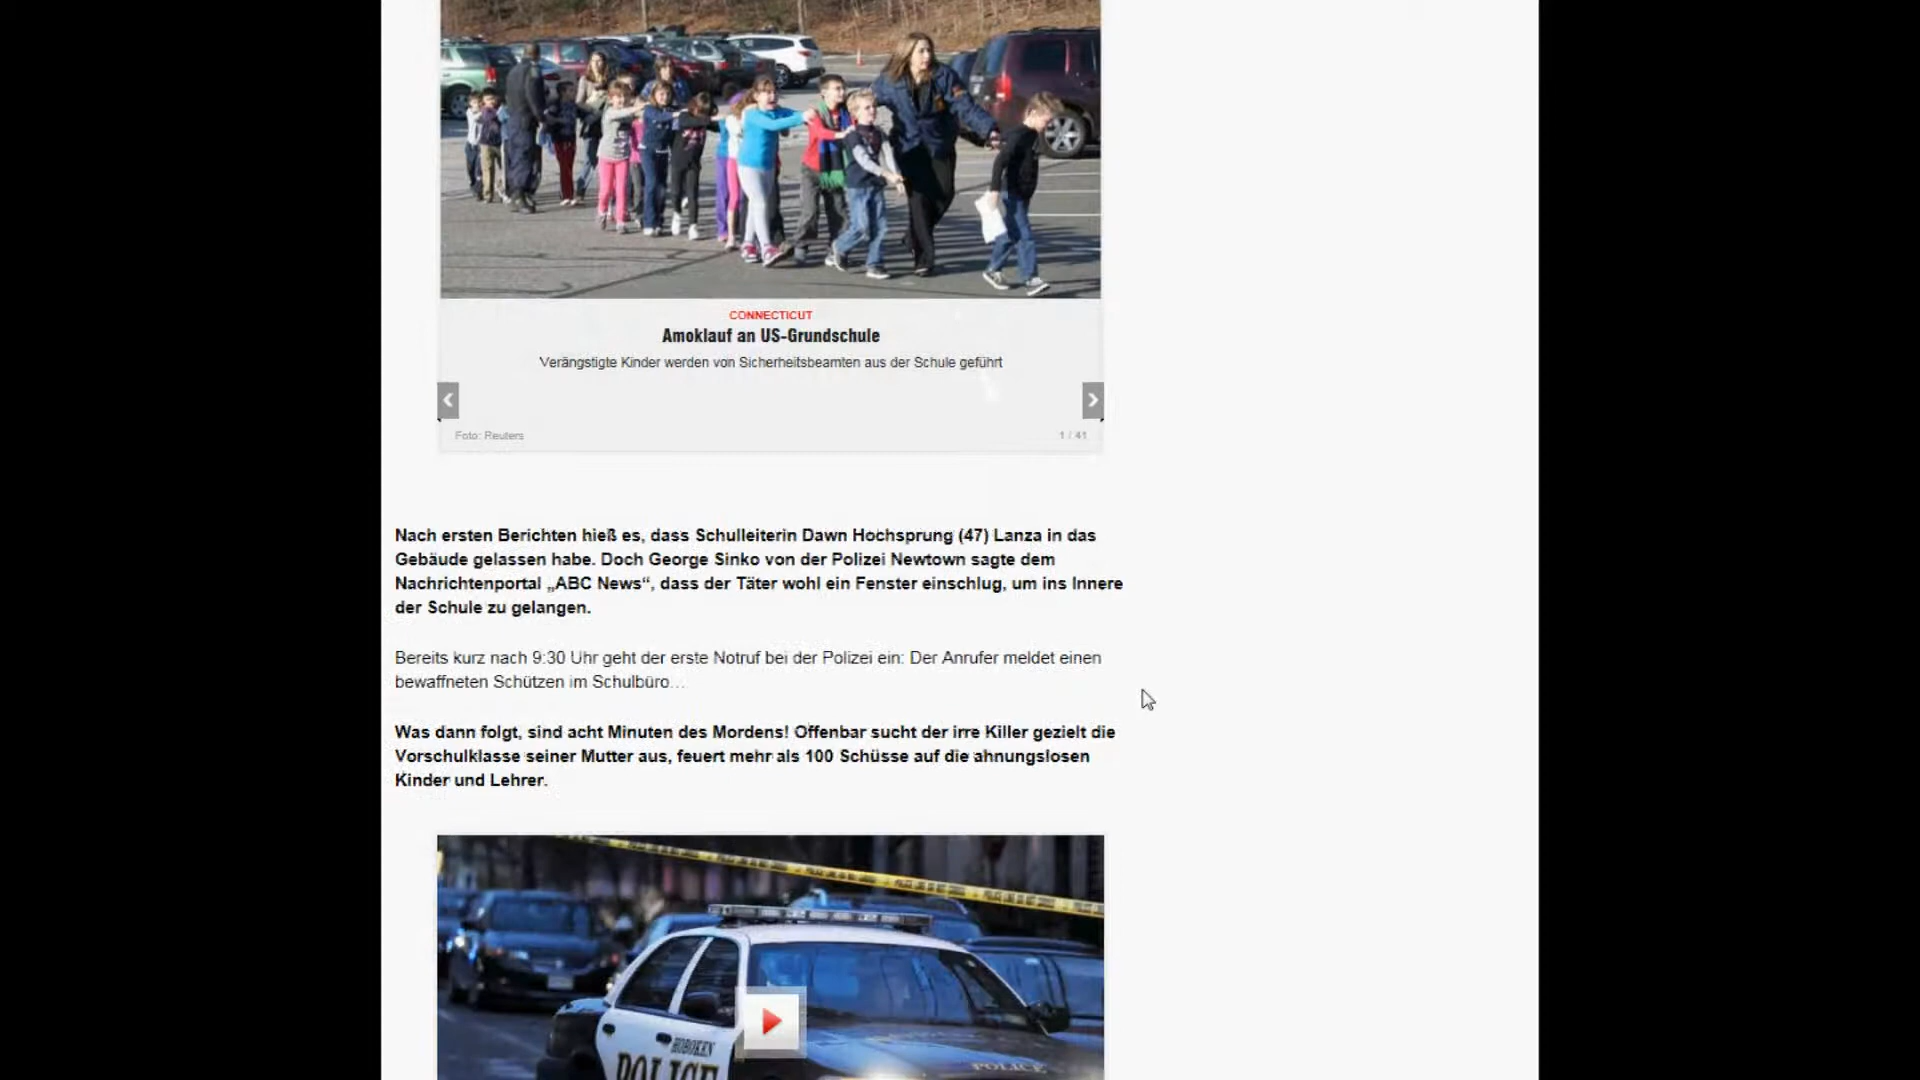 CONNECTICUT
Amoklauf an US-Grundschule
Verängstigte Kinder werden von Sicherheitsbeamten aus der Schule geführt
Foto: Reuters
1 / 41
Nach ersten Berichten hieß es, dass Schulleiterin Dawn Hochsprung (47) Lanza in das
Gebäude gelassen habe. Doch George Sinko von der Polizei Newtown sagte dem
Nachrichtenportal „ABC News“, dass der Täter wohl ein Fenster einschlug, um ins Innere
der Schule zu gelangen.
Bereits kurz nach 9:30 Uhr geht der erste Notruf bei der Polizei ein: Der Anrufer meldet einen
bewaffneten Schützen im Schulbüro…
Was dann folgt, sind acht Minuten des Mordens! Offenbar sucht der irre Killer gezielt die
Vorschulklasse seiner Mutter aus, feuert mehr als 100 Schüsse auf die ahnungslosen
Kinder und Lehrer.
HOBOKEN
POLICE
POLICE